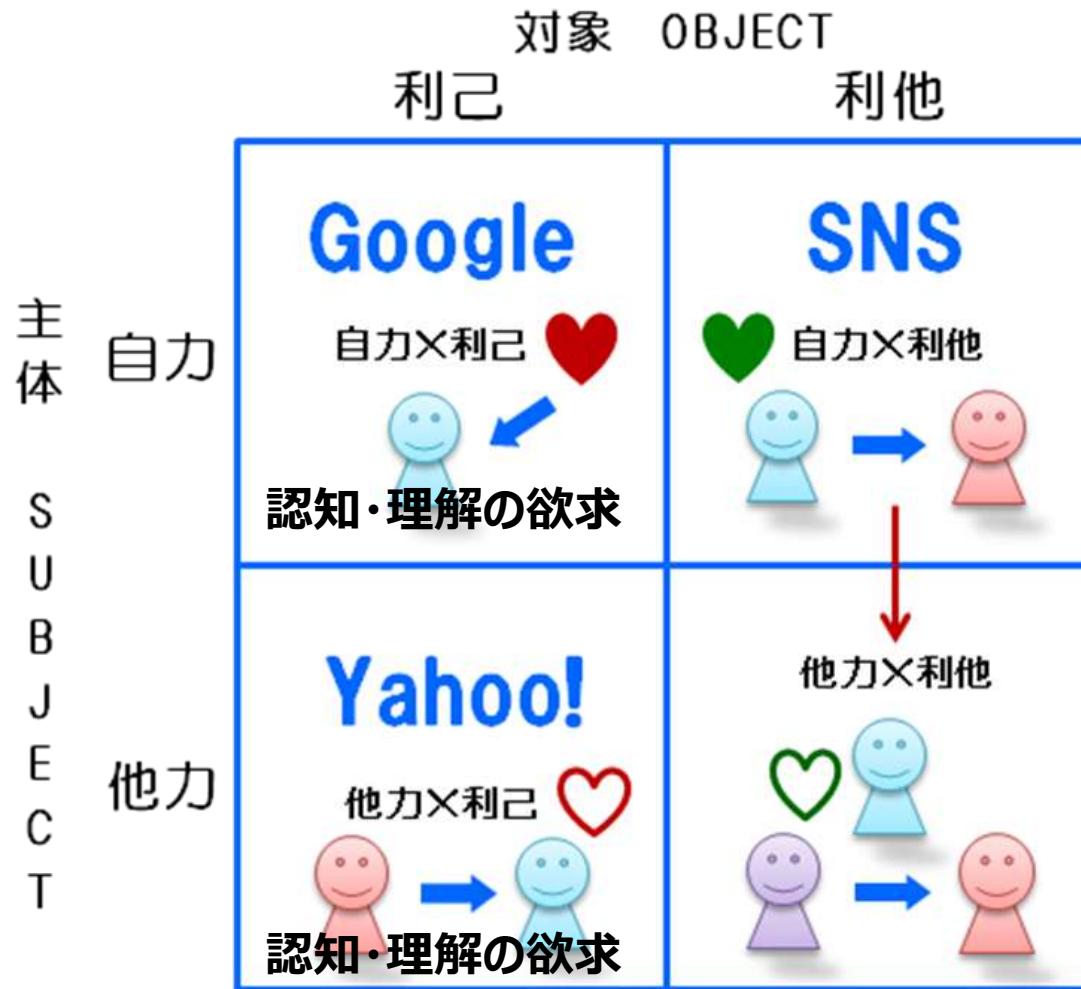 対象 OBJECT
利己 利他
主体 SUBJECT
自力
Google
自力×利己
認知・理解の欲求
SNS
自力×利他
他力
Yahoo!
他力×利己
認知・理解の欲求
他力×利他